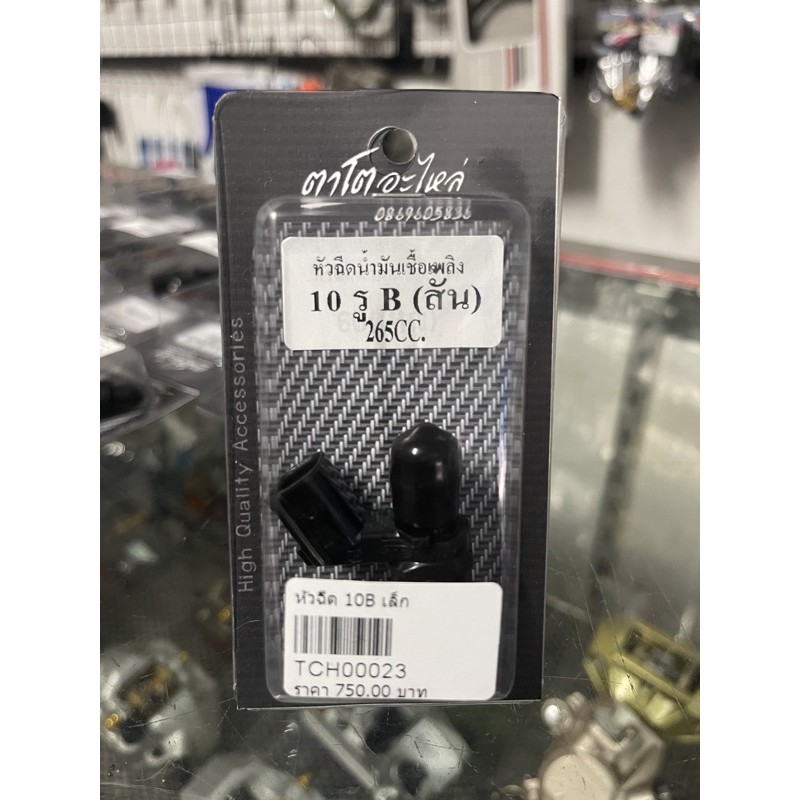 ตาโตอะไหล่
0869605836
หัวฉีดน้ำมันเชื้อเพลิง
10 รู B (สั้น)
265CC.
High Quality Accessories
หัวฉีด 10B เล็ก
TCH00023
ราคา 750.00 บาท